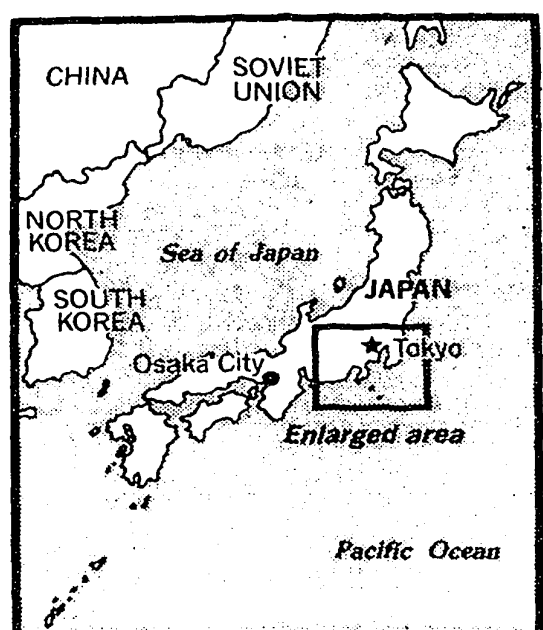 CHINA
SOVIET
UNION
NORTH
KOREA
Sea of Japan
SOUTH
KOREA
JAPAN
Tokyo
Osaka City
Enlarged area
Pacific Ocean